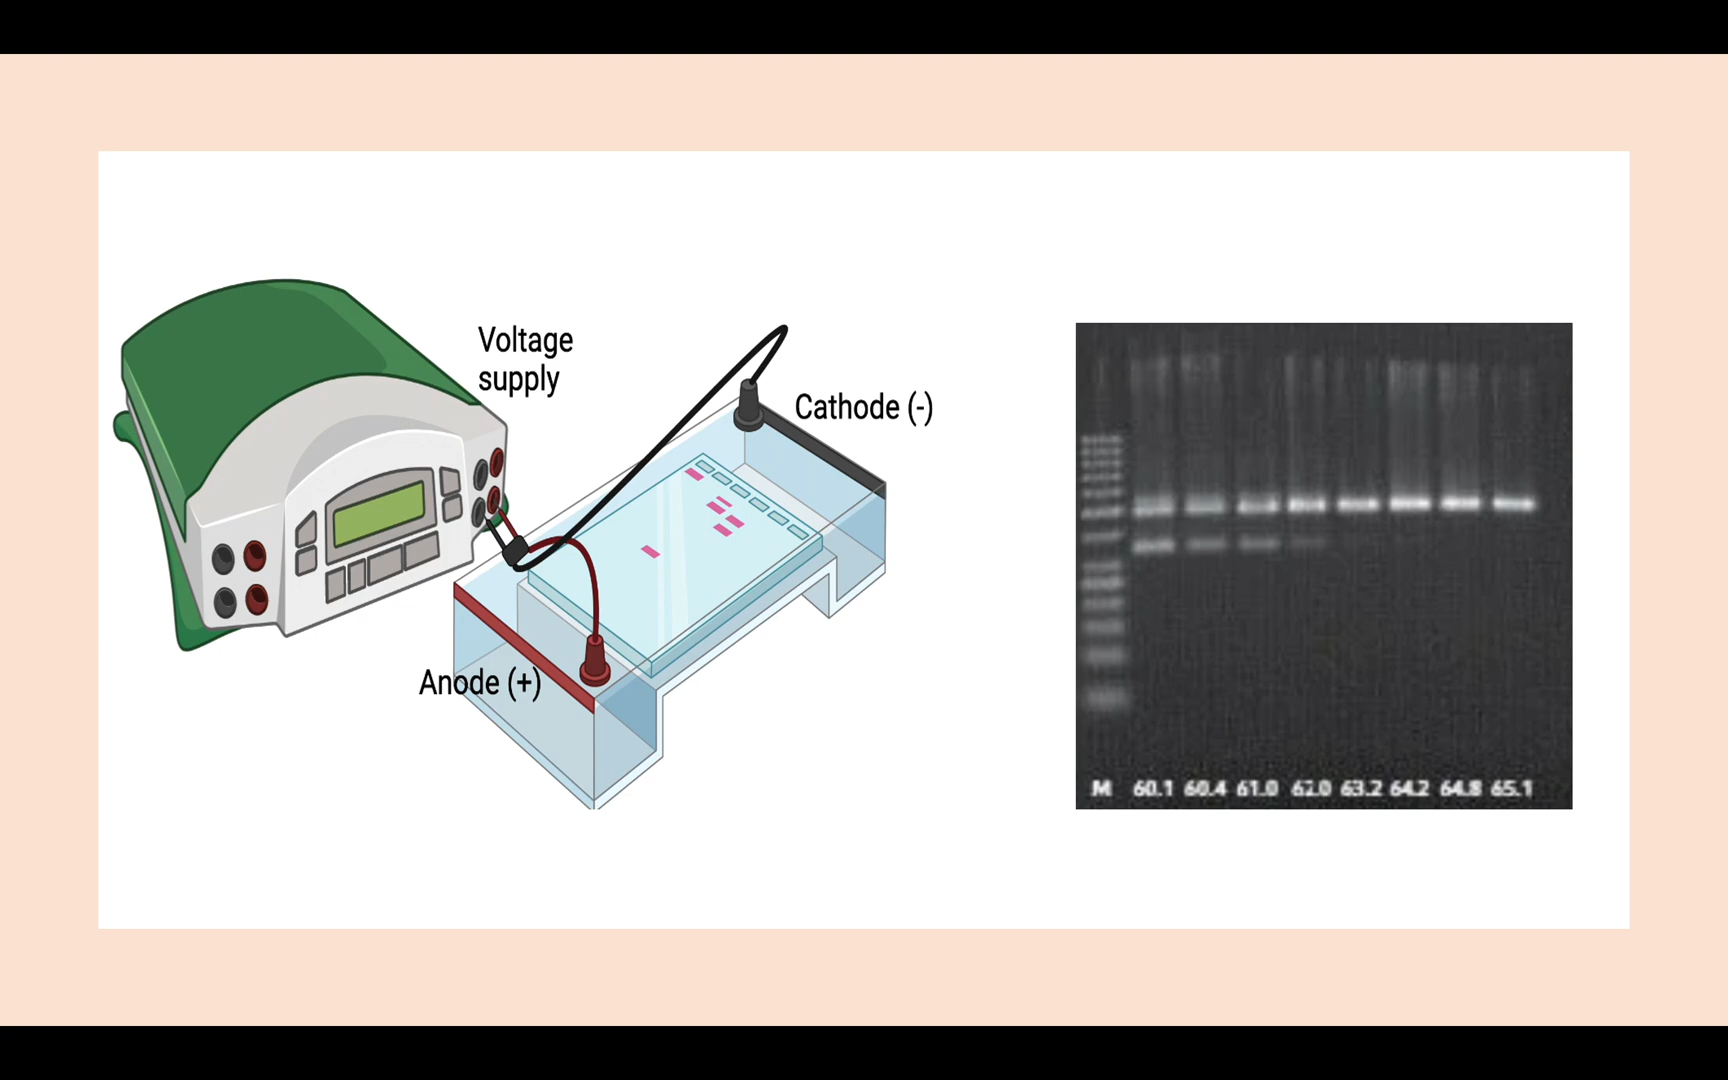 Voltage
supply
Cathode (-)
Anode (+)
M 60.1 60.4 61.0 62.0 63.2 64.2 64.8 65.1